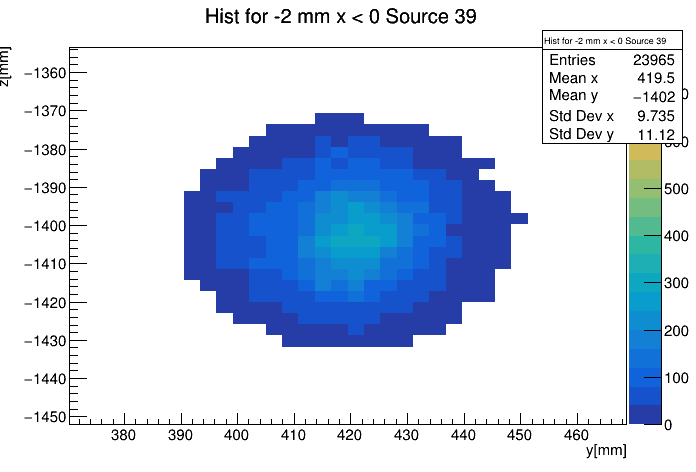 Hist for -2 mm x < 0 Source 39
Hist for -2 mm x < 0 Source 39
Entries 23965
Mean x 419.5
Mean y −1402
Std Dev x 9.735
Std Dev y 11.12
z[mm]
−1360
−1370
−1380
−1390
−1400
−1410
−1420
−1430
−1440
−1450
380 390 400 410 420 430 440 450 460
y[mm]
500
400
300
200
100
0